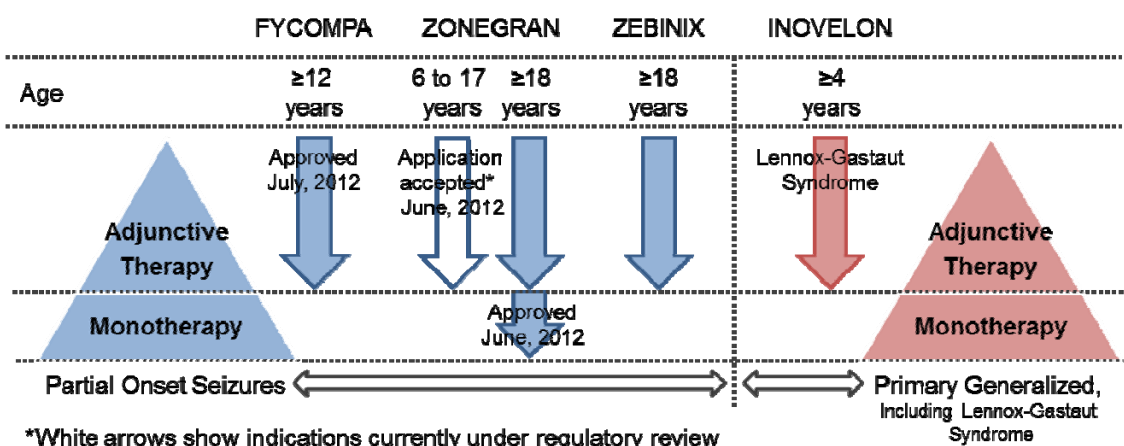 FYCOMPA ZONEGRAN ZEBINIX INOVELON
Age
≥12 years
6 to 17 years
≥18 years
≥18 years
≥4 years
Approved
July, 2012
Application
accepted*
June, 2012
Lennox-Gastaut
Syndrome
Adjunctive
Therapy
Monotherapy
Approved
June, 2012
Adjunctive
Therapy
Monotherapy
Partial Onset Seizures
Primary Generalized,
Including Lennox-Gastaut
Syndrome
*White arrows show indications currently under regulatory review